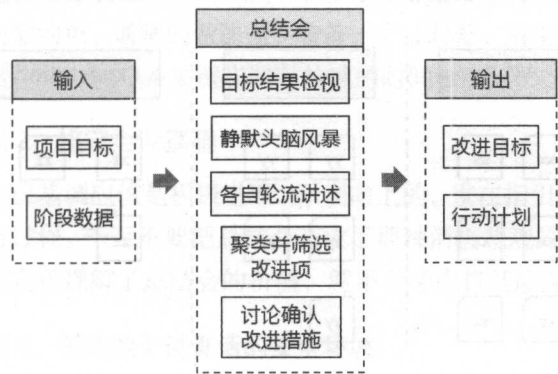 总结会
输入
目标结果检视
输出
项目目标
静默头脑风暴
改进目标
阶段数据
各自轮流讲述
行动计划
聚类并筛选
改进项
讨论确认
改进措施